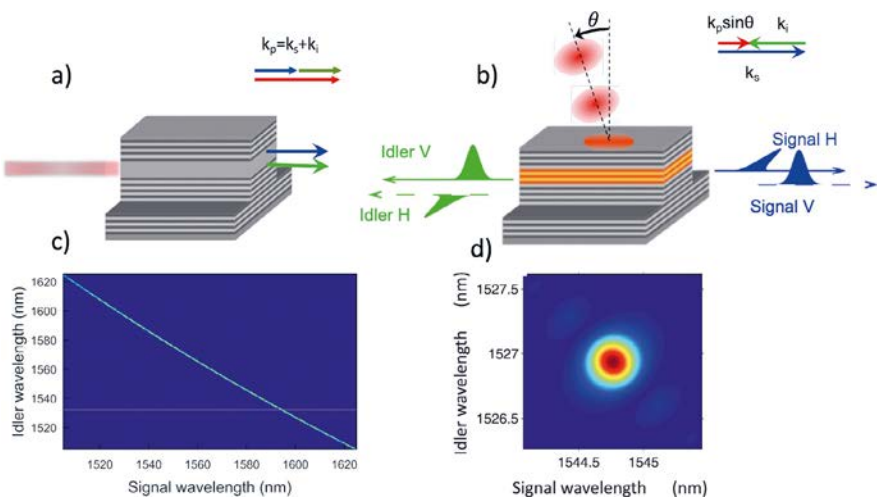 a)
kp=ks+ki
b)
θ
kpsinθ
ki
ks
Idler V
Idler H
Signal H
Signal V
c)
Idler wavelength (nm)
1620
1600
1580
1560
1540
1520
1520
1540
1560
1580
1600
1620
Signal wavelength (nm)
d)
Idler wavelength (nm)
1527.5
1527
1526.5
1544.5
1545
Signal wavelength (nm)